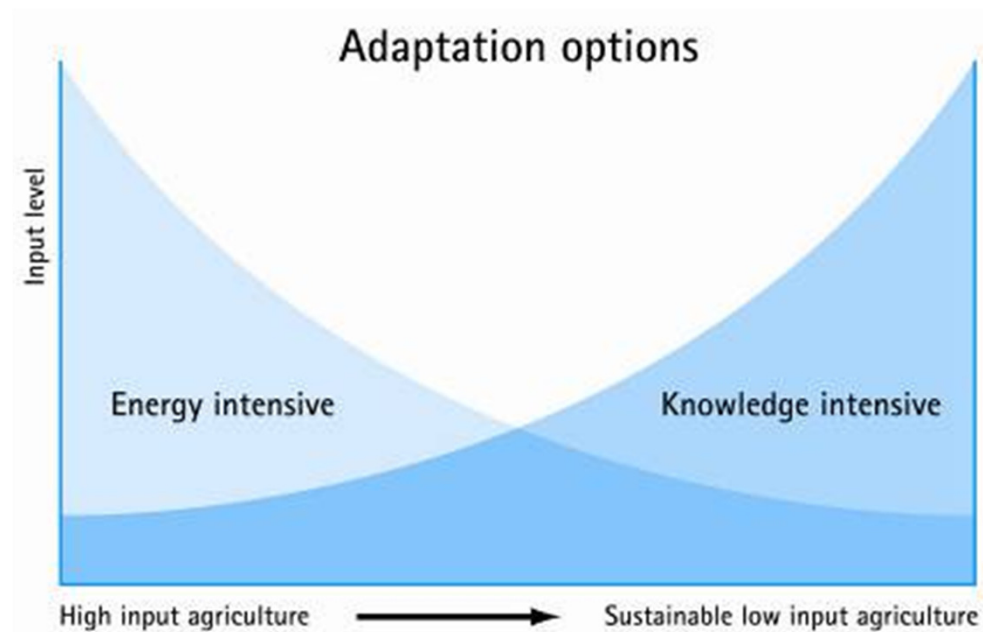 Adaptation options
Input level
Energy intensive
Knowledge intensive
High input agriculture
Sustainable low input agriculture